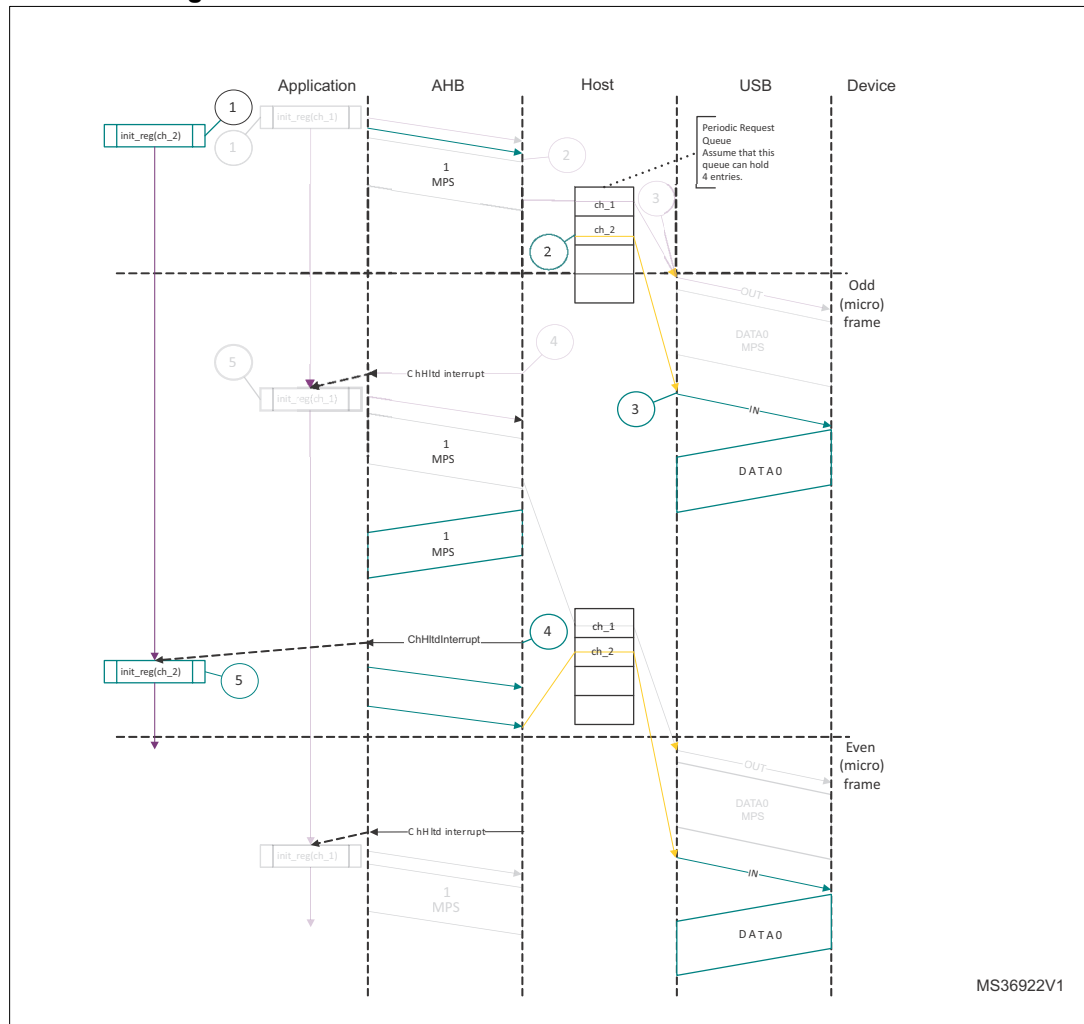 Application
AHB
Host
USB
Device
1
init_reg(ch_1)
init_reg(ch_2)
1
2
Periodic Request
Queue
Assume that this
queue can hold
4 entries.
1
MPS
3
ch_1
ch_2
2
OUT
Odd
(micro)
frame
DATA0
MPS
4
5
ChHltd interrupt
init_reg(ch_1)
3
IN
1
MPS
DATA0
1
MPS
ch_1
4
ChHltdInterrupt
ch_2
init_reg(ch_2)
5
Even
(micro)
frame
OUT
DATA0
MPS
ChHltd interrupt
init_reg(ch_1)
IN
1
MPS
DATA0
MS36922V1